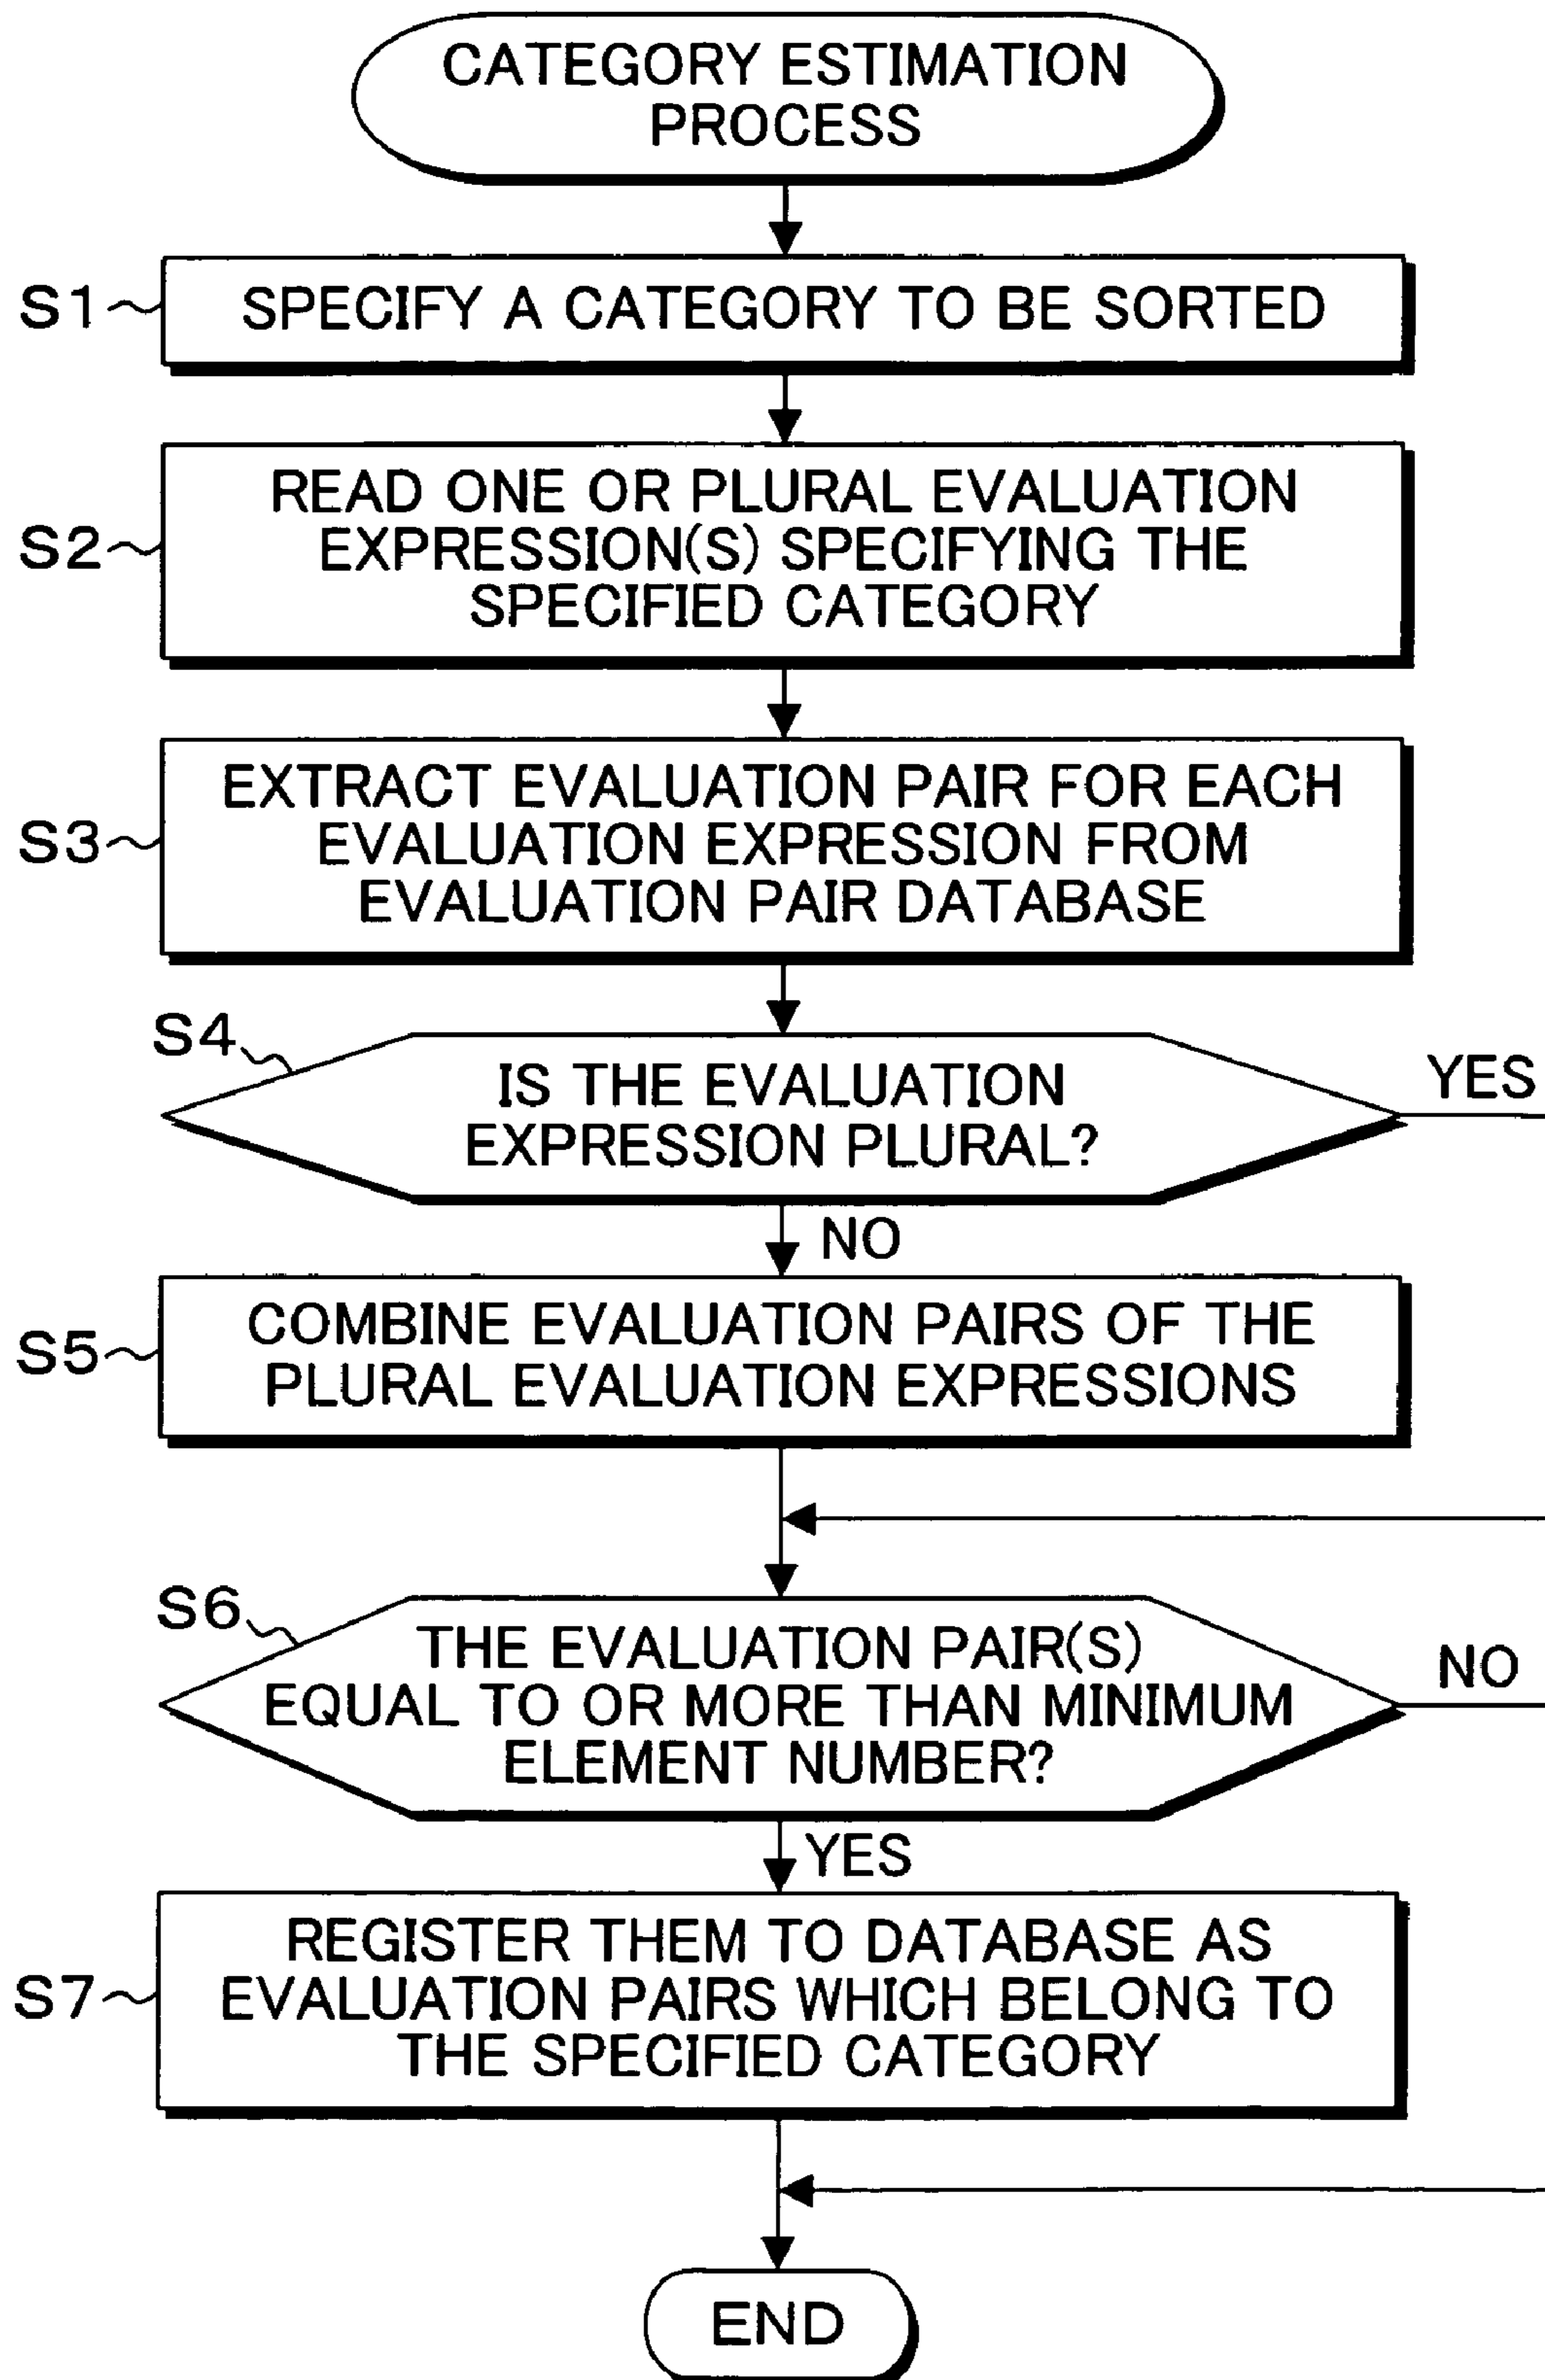 CATEGORY ESTIMATION
PROCESS
S1
SPECIFY A CATEGORY TO BE SORTED
S2
READ ONE OR PLURAL EVALUATION
EXPRESSION(S) SPECIFYING THE
SPECIFIED CATEGORY
S3
EXTRACT EVALUATION PAIR FOR EACH
EVALUATION EXPRESSION FROM
EVALUATION PAIR DATABASE
S4
IS THE EVALUATION
EXPRESSION PLURAL?
YES
NO
S5
COMBINE EVALUATION PAIRS OF THE
PLURAL EVALUATION EXPRESSIONS
S6
THE EVALUATION PAIR(S)
EQUAL TO OR MORE THAN MINIMUM
ELEMENT NUMBER?
NO
YES
S7
REGISTER THEM TO DATABASE AS
EVALUATION PAIRS WHICH BELONG TO
THE SPECIFIED CATEGORY
END